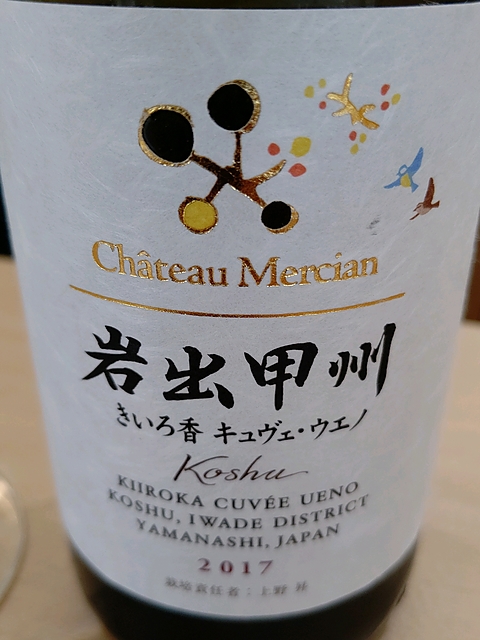 Château Mercian
岩出甲州
きいろ香 キュヴェ・ウエノ
Koshu
KIIROKA CUVÉE UENO
KOSHU, IWADE DISTRICT
YAMANASHI, JAPAN
2017
栽培責任者：上野 社